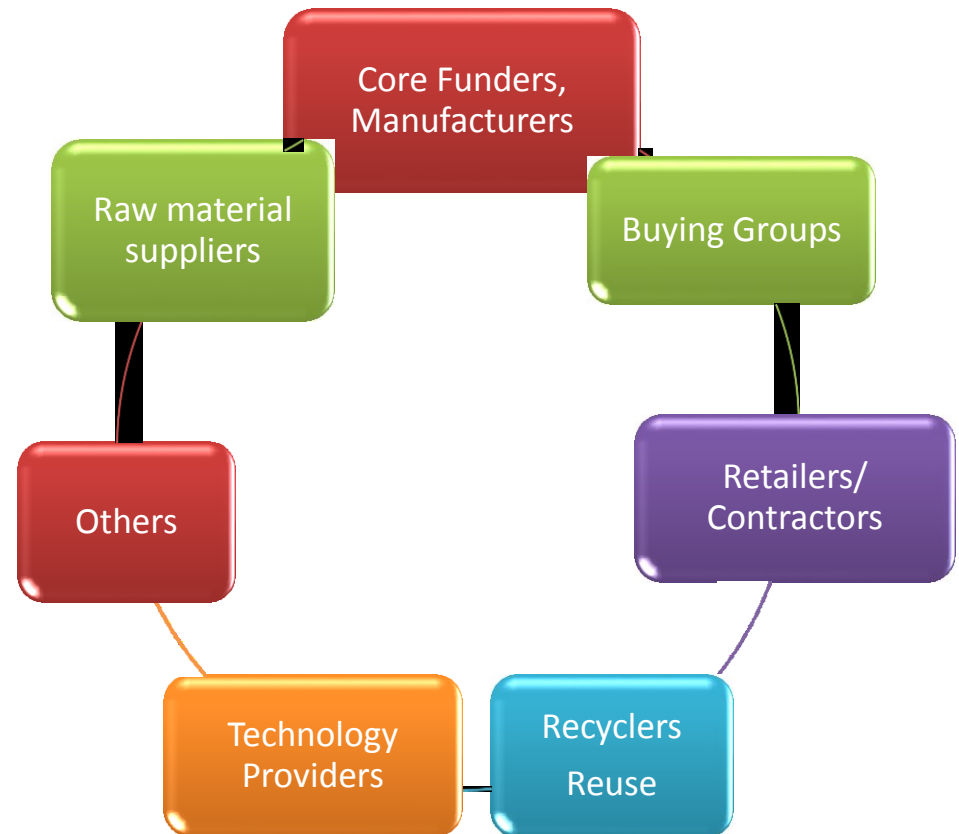 Core Funders,
Manufacturers
Raw material
suppliers
Buying Groups
Retailers/
Contractors
Others
Technology
Providers
Recyclers
Reuse